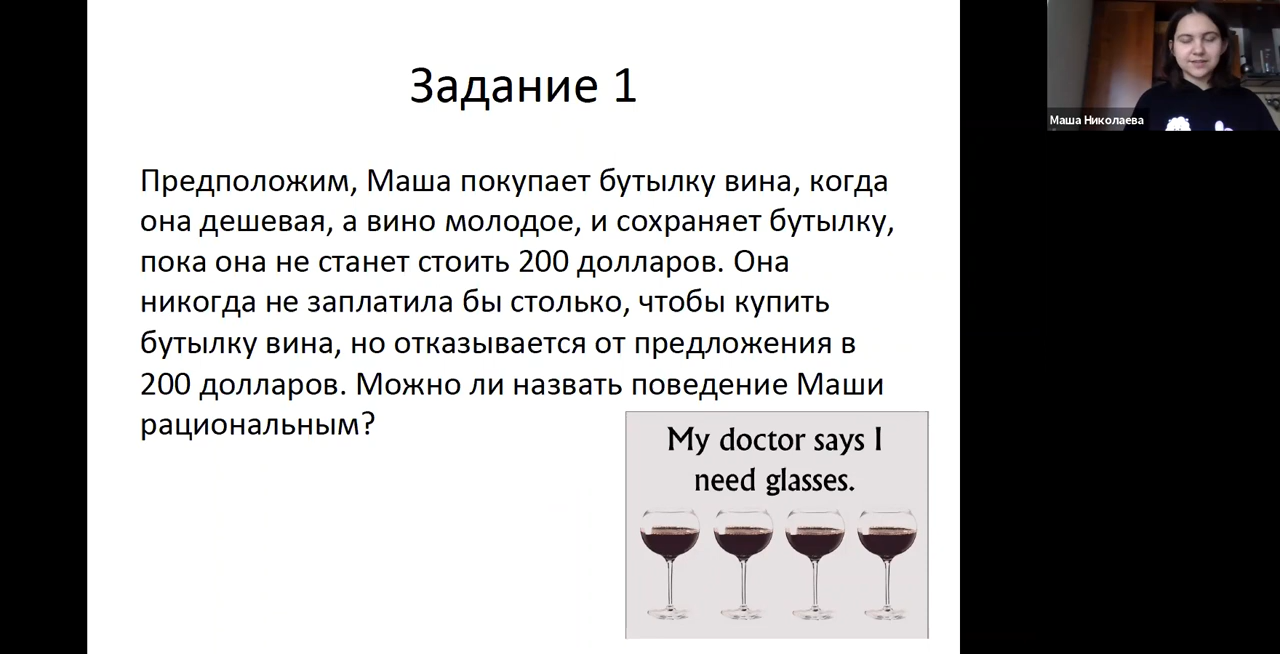 Задание 1
Маша Николаева
Предположим, Маша покупает бутылку вина, когда
она дешевая, а вино молодое, и сохраняет бутылку,
пока она не станет стоить 200 долларов. Она
никогда не заплатила бы столько, чтобы купить
бутылку вина, но отказывается от предложения в
200 долларов. Можно ли назвать поведение Маши
рациональным?
My doctor says I
need glasses.